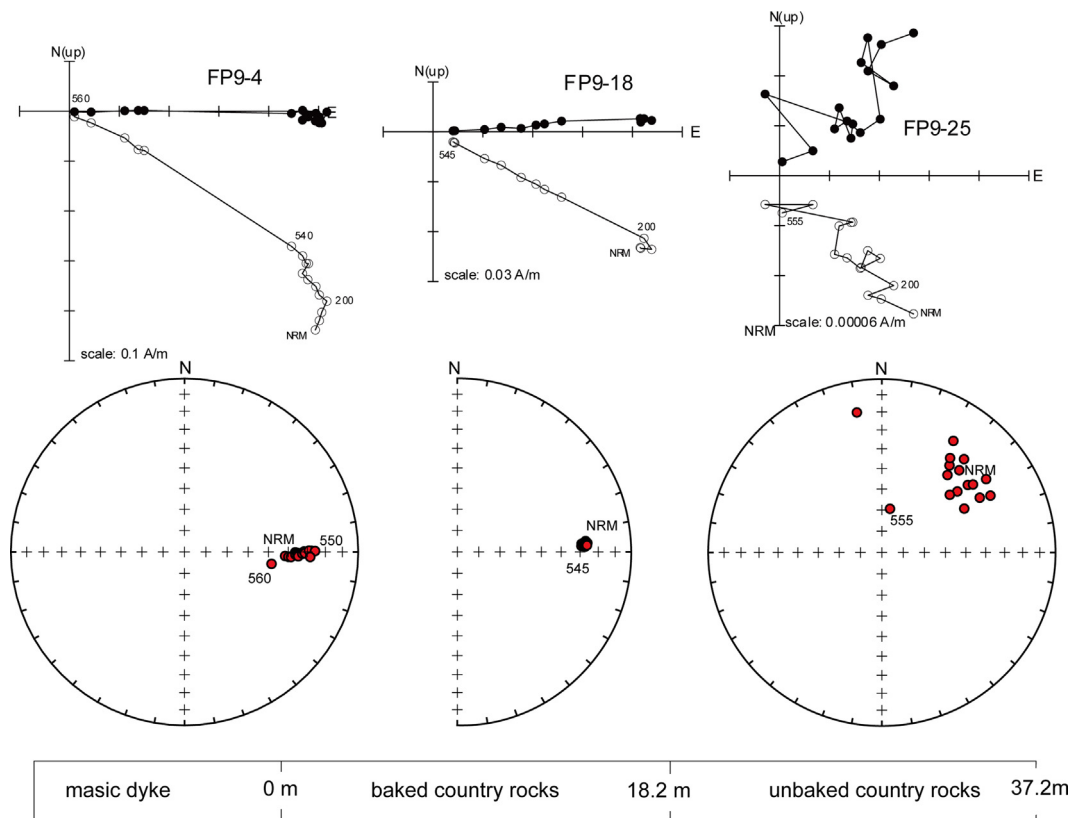 N(up)
FP9-4
560
E
540
200
NRM
scale: 0.1 A/m
N(up)
FP9-18
E
545
200
NRM
scale: 0.03 A/m
N(up)
FP9-25
E
555
200
NRM
NRM
scale: 0.00006 A/m
N
NRM
550
560
NRM
545
N
NRM
555
masic dyke
0 m
baked country rocks
18.2 m
unbaked country rocks
37.2m